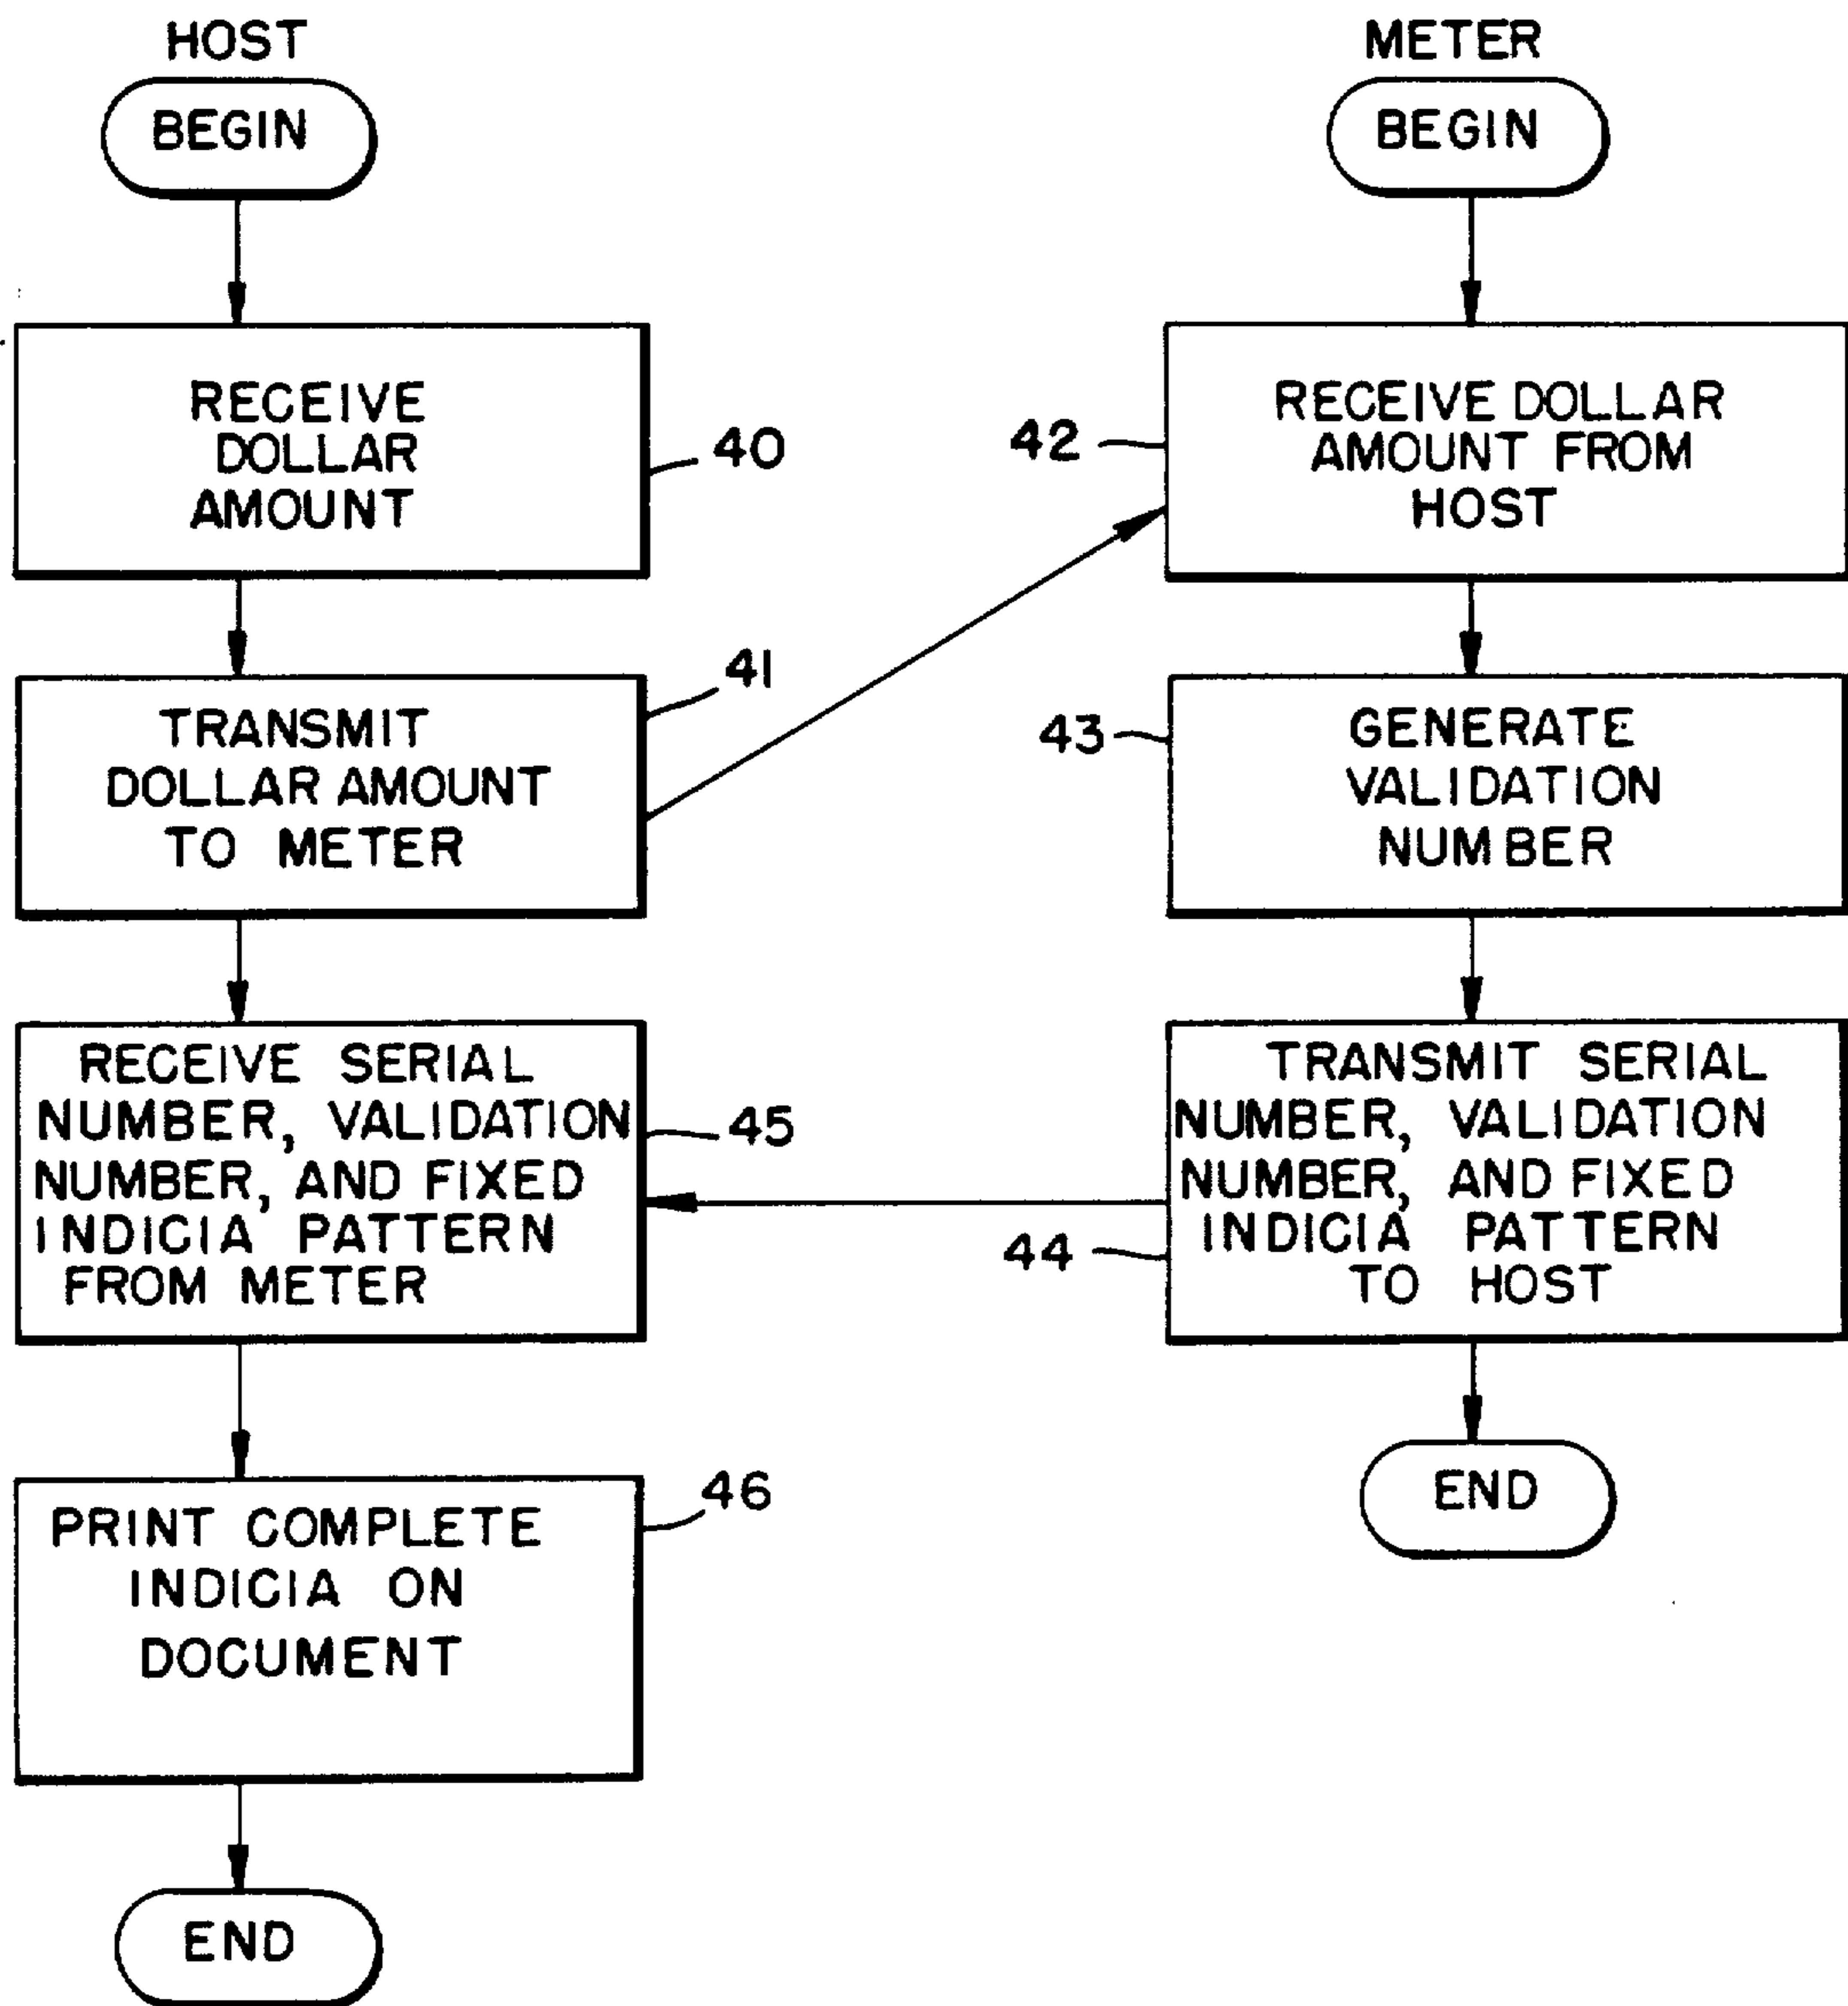 HOST
BEGIN
RECEIVE
DOLLAR
AMOUNT
40
TRANSMIT
DOLLAR AMOUNT
TO METER
41
RECEIVE SERIAL
NUMBER, VALIDATION
NUMBER, AND FIXED
INDICIA PATTERN
FROM METER
45
PRINT COMPLETE
INDICIA ON
DOCUMENT
46
END
METER
BEGIN
RECEIVE DOLLAR
AMOUNT FROM
HOST
42
GENERATE
VALIDATION
NUMBER
43
TRANSMIT SERIAL
NUMBER, VALIDATION
NUMBER, AND FIXED
INDICIA PATTERN
TO HOST
44
END